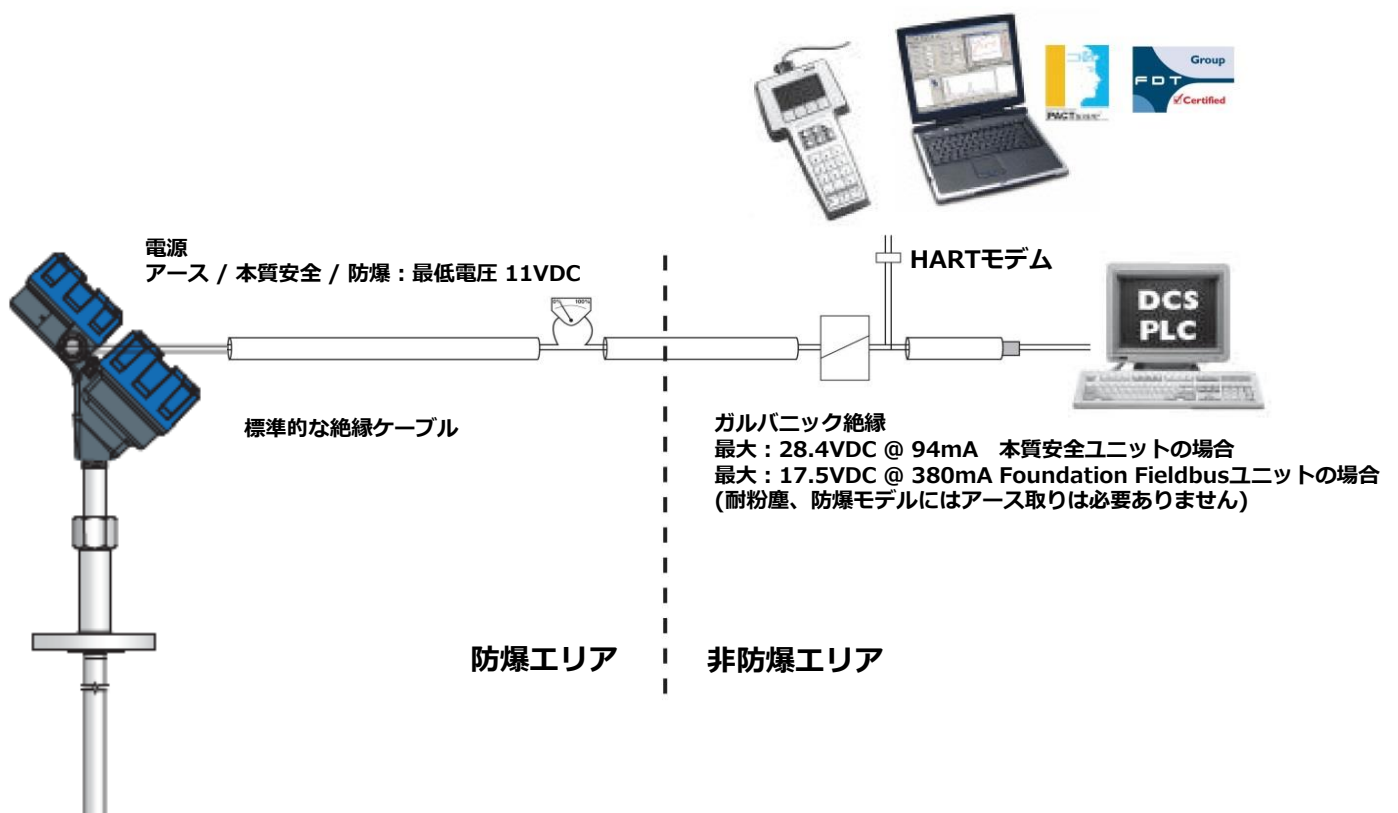 Group
FDT
Certified
PACTware
電源
アース / 本質安全 / 防爆：最低電圧 11VDC
0%
100%
HARTモデム
DCS
PLC
標準的な絶縁ケーブル
ガルバニック絶縁
最大：28.4VDC @ 94mA　本質安全ユニットの場合
最大：17.5VDC @ 380mA Foundation Fieldbusユニットの場合
(耐粉塵、防爆モデルにはアース取りは必要ありません)
防爆エリア
非防爆エリア